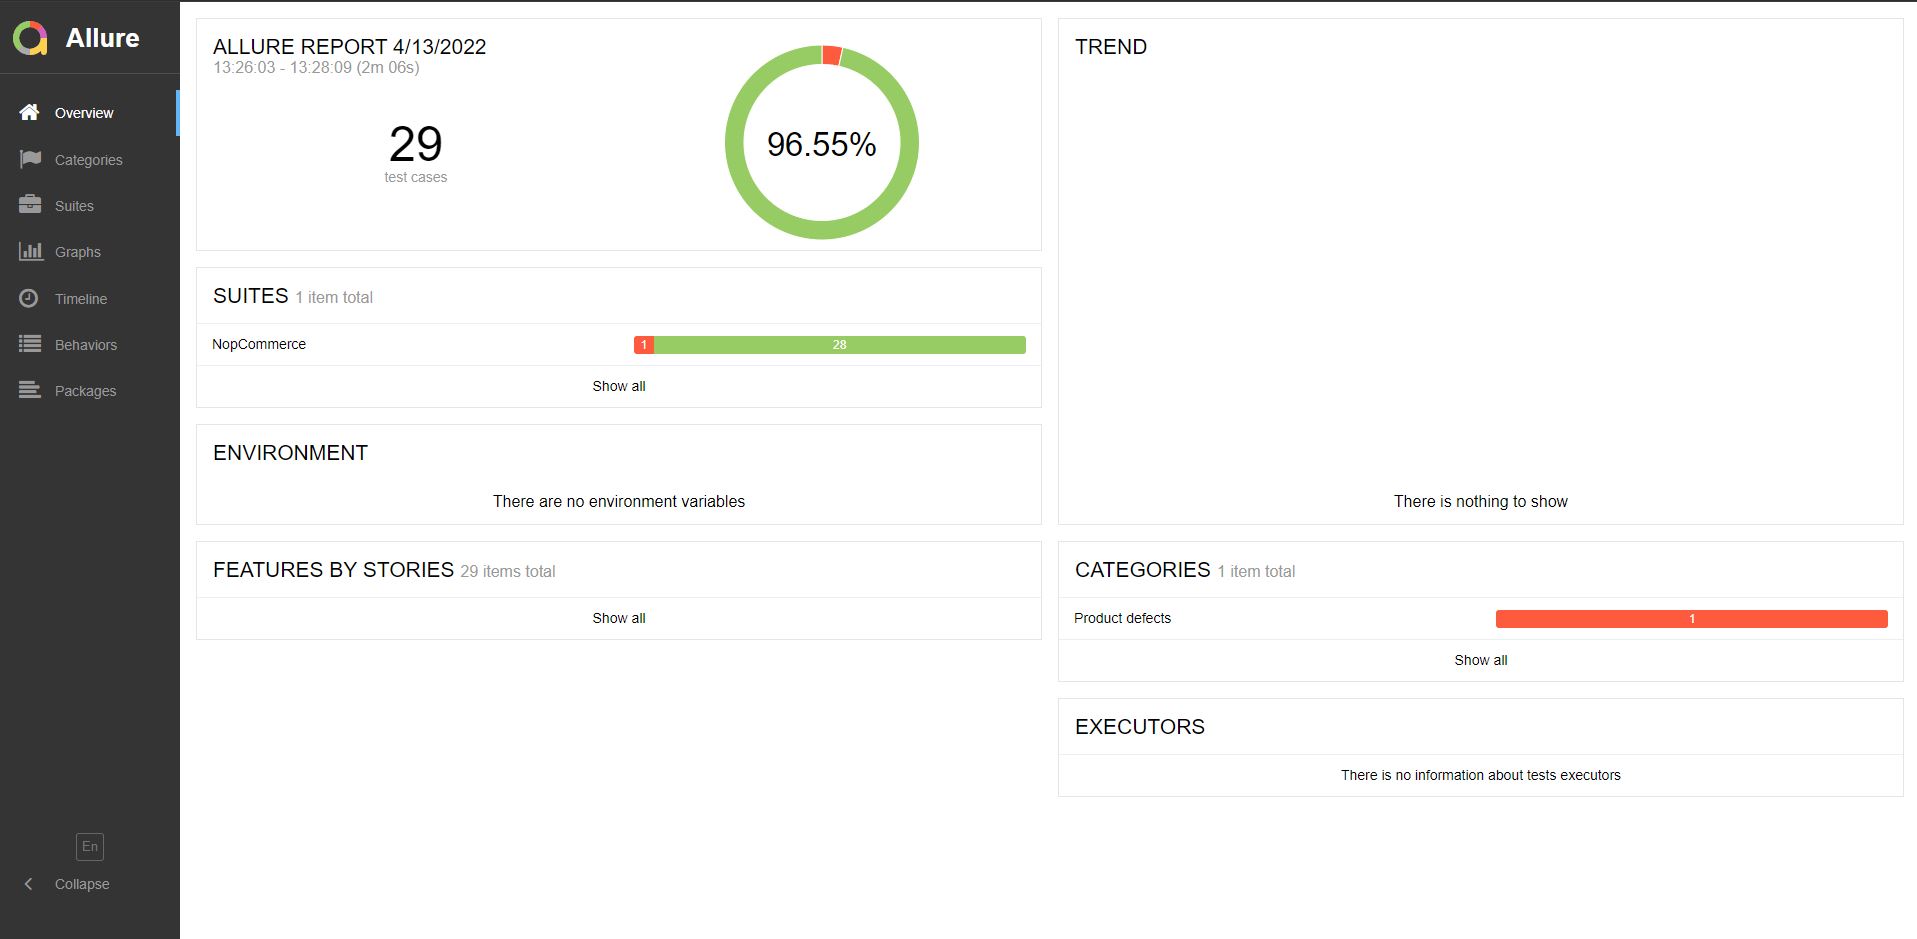 Allure
Overview
Categories
Suites
Graphs
Timeline
Behaviors
Packages
En
Collapse
ALLURE REPORT 4/13/2022
13:26:03 - 13:28:09 (2m 06s)
29
test cases
96.55%
SUITES 1 item total
NopCommerce 1 28
Show all
ENVIRONMENT
There are no environment variables
FEATURES BY STORIES 29 items total
Show all
TREND
There is nothing to show
CATEGORIES 1 item total
Product defects 1
Show all
EXECUTORS
There is no information about tests executors